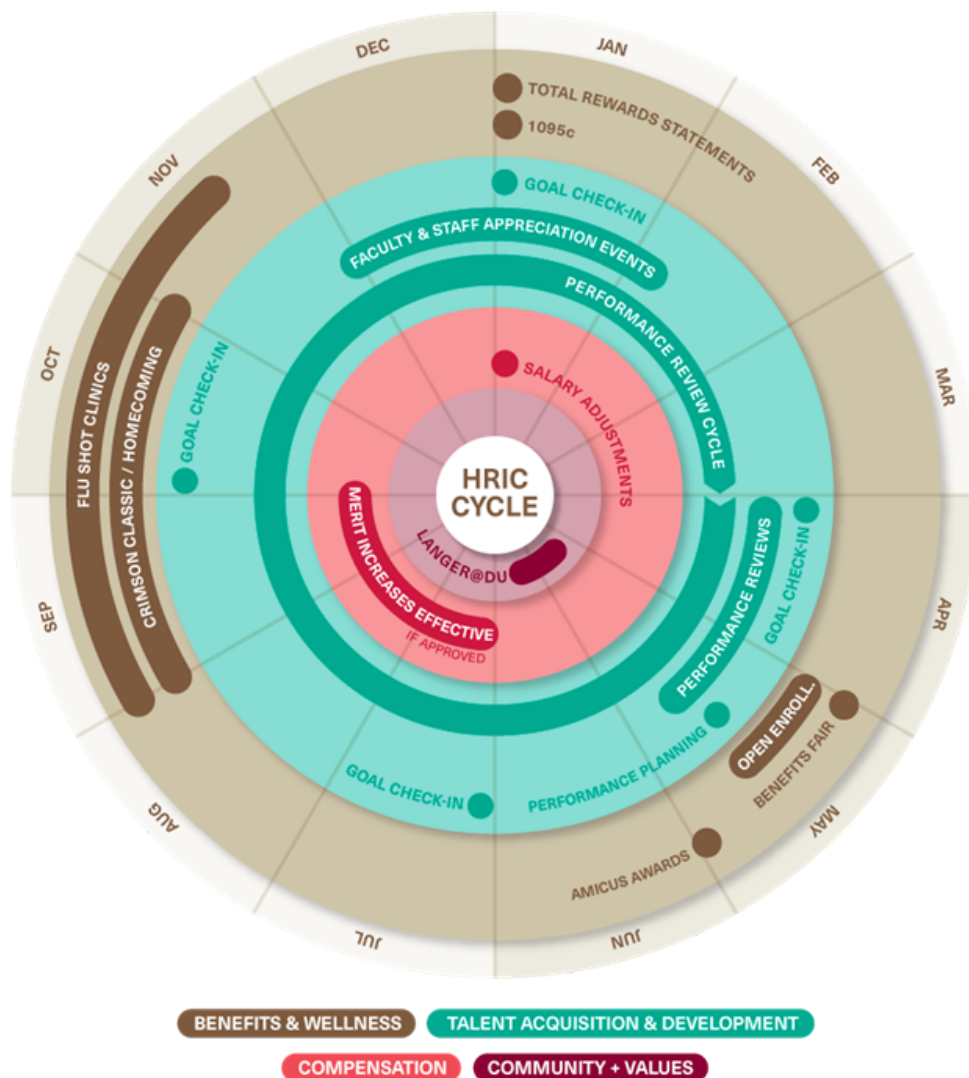 DEC
JAN
NOV
FEB
OCT
MAR
SEP
APR
AUG
MAY
JUL
JUN
TOTAL REWARDS STATEMENTS
1095c
GOAL CHECK-IN
FACULTY & STAFF APPRECIATION EVENTS
PERFORMANCE REVIEW CYCLE
SALARY ADJUSTMENTS
FLU SHOT CLINICS
CRIMSON CLASSIC / HOMECOMING
GOAL CHECK-IN
HRIC
CYCLE
LANGER@DU
MERIT INCREASES EFFECTIVE
IF APPROVED
PERFORMANCE REVIEWS
GOAL CHECK-IN
OPEN ENROLL.
BENEFITS FAIR
PERFORMANCE PLANNING
GOAL CHECK-IN
AMICUS AWARDS
BENEFITS & WELLNESS
TALENT ACQUISITION & DEVELOPMENT
COMPENSATION
COMMUNITY + VALUES